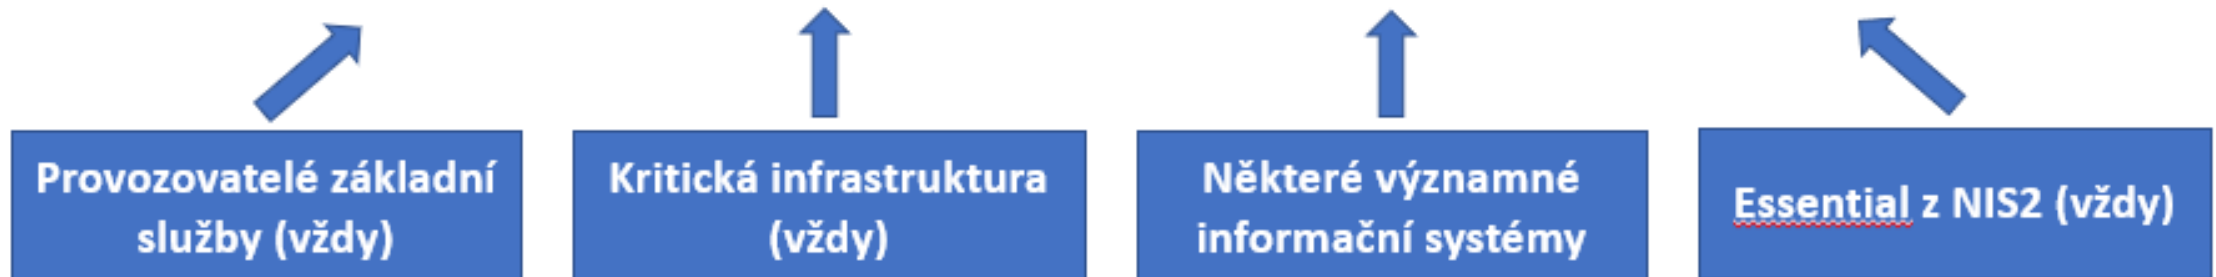 Provozovatelé základní
služby (vždy)
Kritická infrastruktura
(vždy)
Některé významné
informační systémy
Essential z NIS2 (vždy)